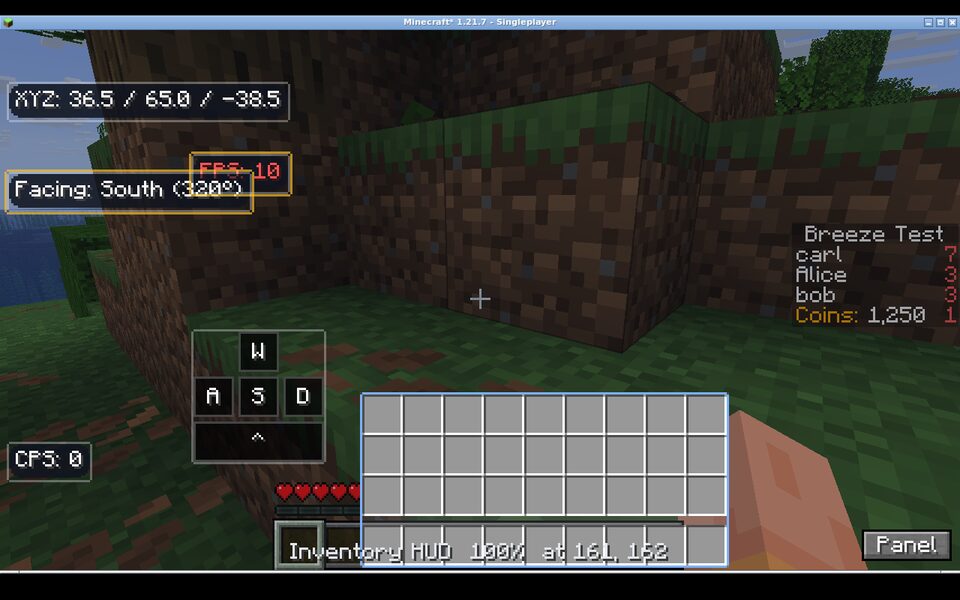 Minecraft* 1.21.7 - Singleplayer
XYZ: 36.5 / 65.0 / -38.5
FPS: 10
Facing: South (320°)
Breeze Test
carl 7
Alice 3
bob 3
Coins: 1,250 1
W
A S D
^
CPS: 0
Inventory HUD 100% at 161, 162
Panel